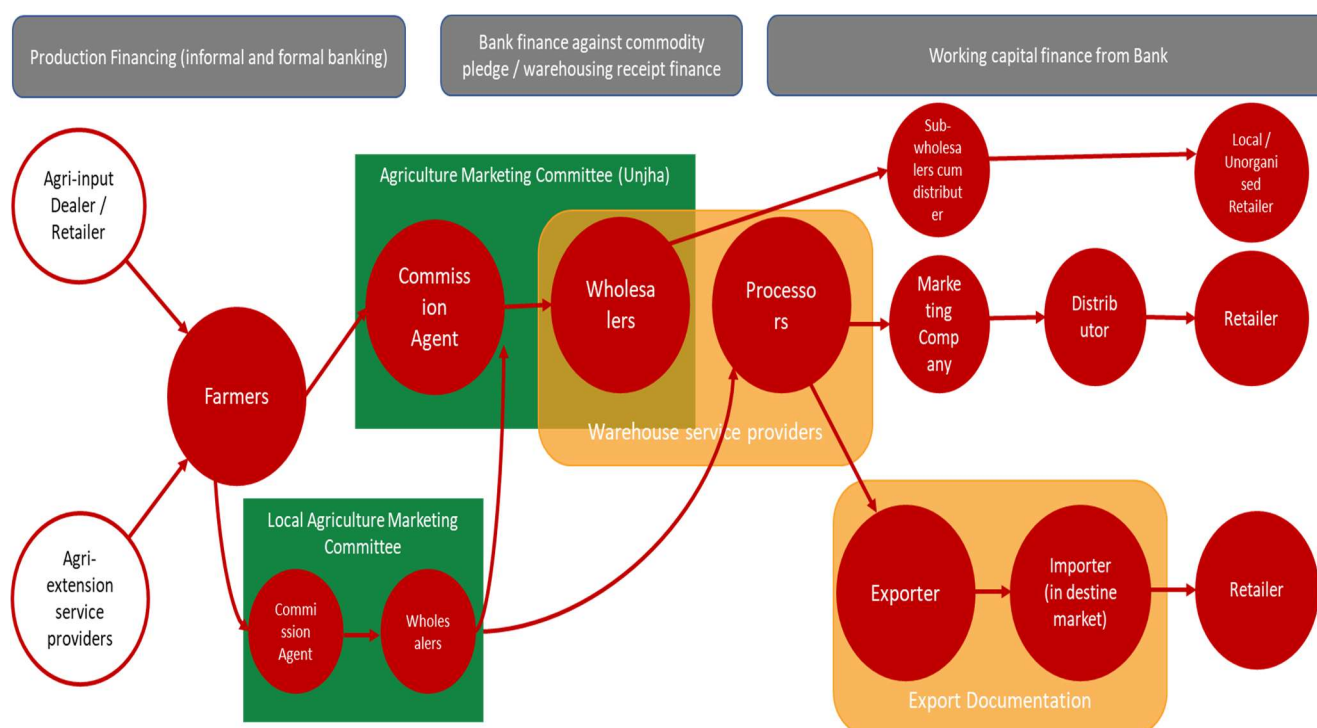 Production Financing (informal and formal banking)
Bank finance against commodity
pledge / warehousing receipt finance
Working capital finance from Bank
Agri-input
Dealer /
Retailer
Agriculture Marketing Committee (Unjha)
Sub-
wholesa
lers cum
distribut
er
Local /
Unorgani
sed
Retailer
Farmers
Commiss
ion
Agent
Wholesa
lers
Processo
rs
Marke
ting
Comp
any
Distrib
utor
Retailer
Warehouse service providers
Agri-
extension
service
providers
Local Agriculture Marketing
Committee
Commi
ssion
Agent
Wholes
alers
Exporter
Importer
(in destine
market)
Retailer
Export Documentation